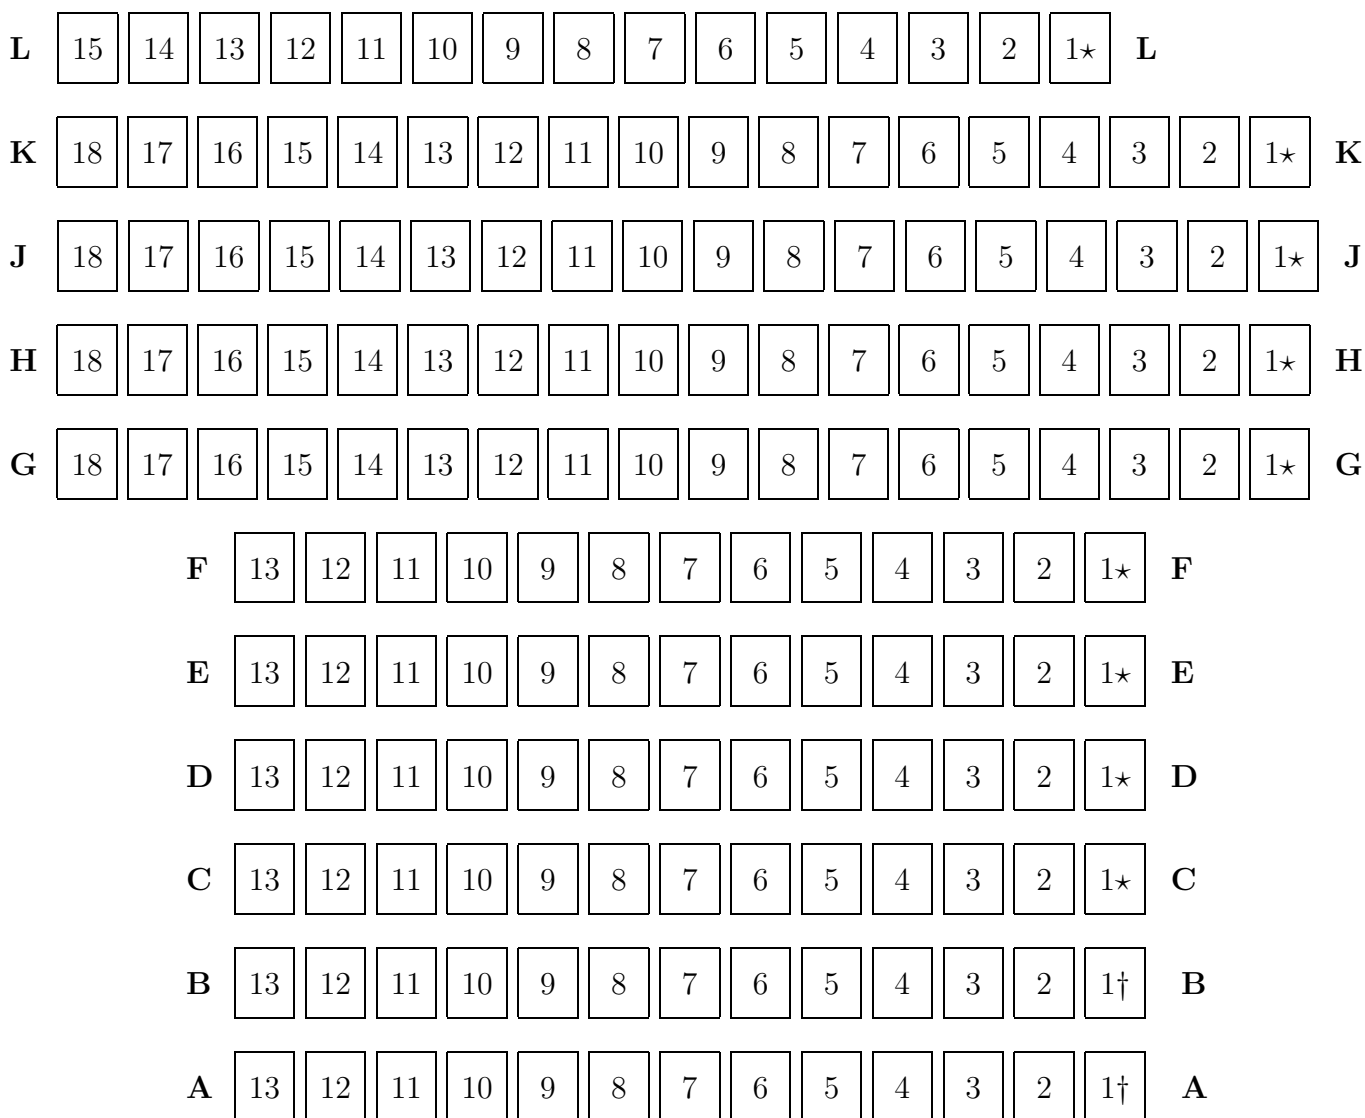 L 15 14 13 12 11 10 9 8 7 6 5 4 3 2 1⋆ L
K 18 17 16 15 14 13 12 11 10 9 8 7 6 5 4 3 2 1⋆ K
J 18 17 16 15 14 13 12 11 10 9 8 7 6 5 4 3 2 1⋆ J
H 18 17 16 15 14 13 12 11 10 9 8 7 6 5 4 3 2 1⋆ H
G 18 17 16 15 14 13 12 11 10 9 8 7 6 5 4 3 2 1⋆ G
F 13 12 11 10 9 8 7 6 5 4 3 2 1⋆ F
E 13 12 11 10 9 8 7 6 5 4 3 2 1⋆ E
D 13 12 11 10 9 8 7 6 5 4 3 2 1⋆ D
C 13 12 11 10 9 8 7 6 5 4 3 2 1⋆ C
B 13 12 11 10 9 8 7 6 5 4 3 2 1† B
A 13 12 11 10 9 8 7 6 5 4 3 2 1† A